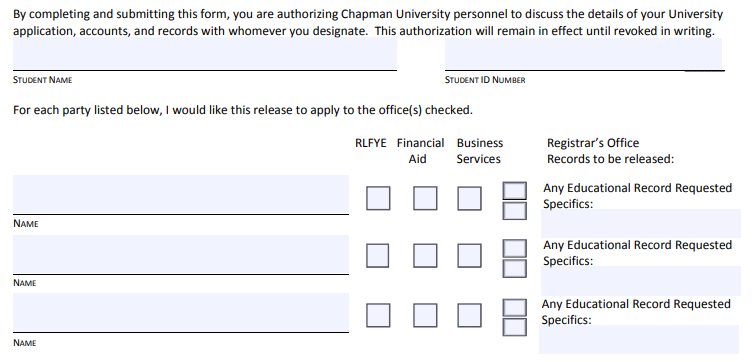 By completing and submitting this form, you are authorizing Chapman University personnel to discuss the details of your University
application, accounts, and records with whomever you designate.  This authorization will remain in effect until revoked in writing.
STUDENT NAME
STUDENT ID NUMBER
For each party listed below, I would like this release to apply to the office(s) checked.
RLFYE Financial Business Registrar’s Office
Aid Services Records to be released:
Any Educational Record Requested
Specifics:
NAME
Any Educational Record Requested
Specifics:
NAME
Any Educational Record Requested
Specifics:
NAME